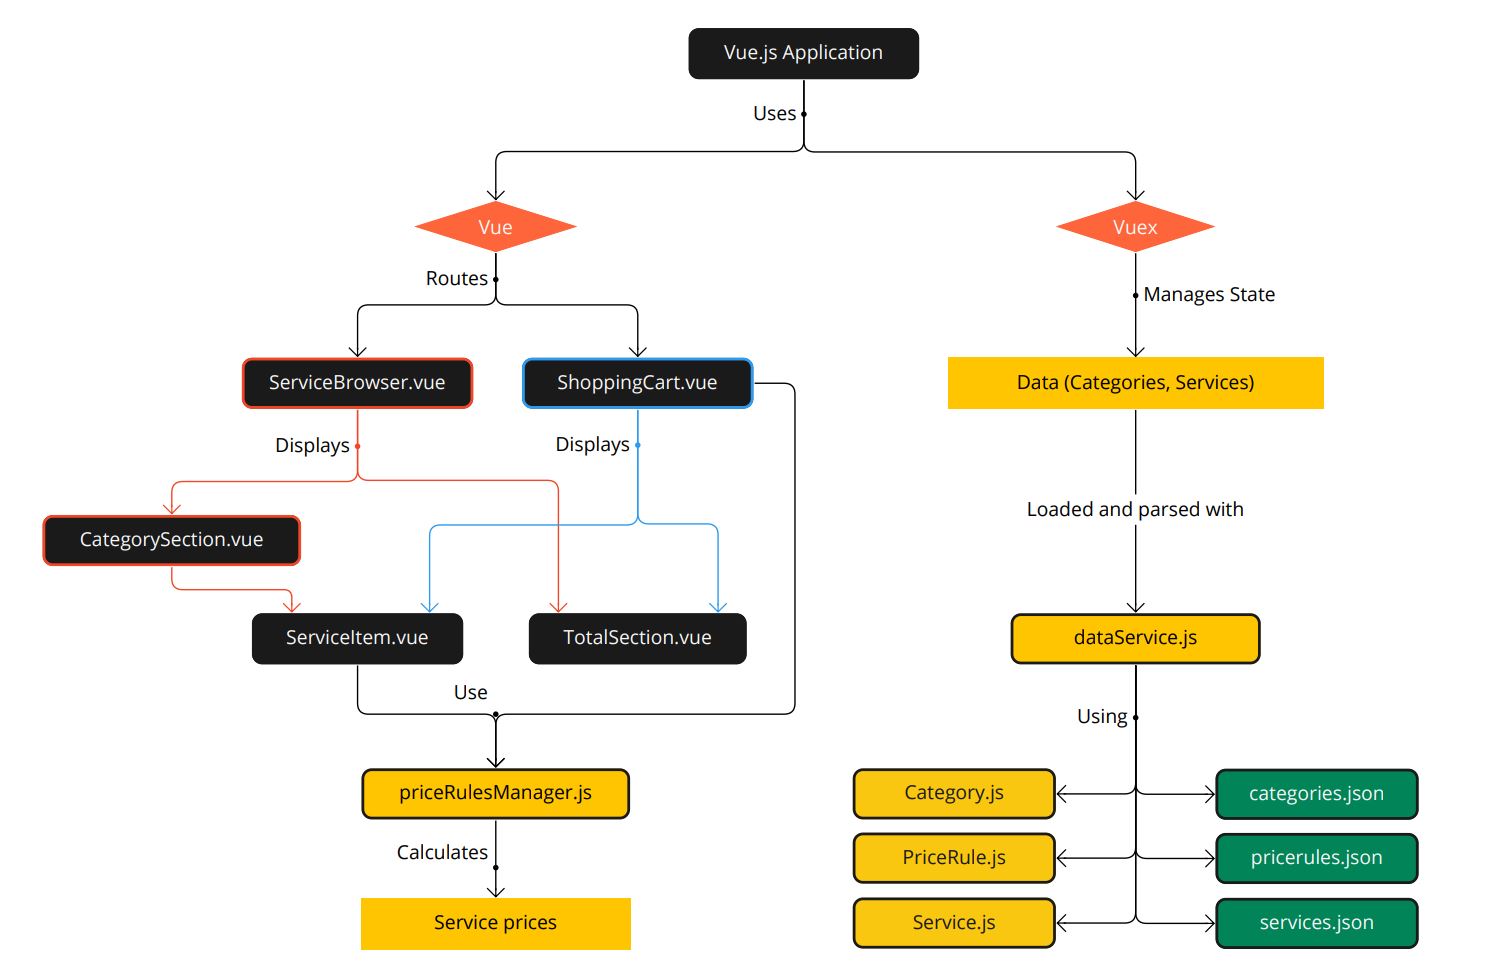 Vue.js Application
Uses
Vue
Vuex
Routes
Manages State
ServiceBrowser.vue
ShoppingCart.vue
Data (Categories, Services)
Displays
Displays
Loaded and parsed with
CategorySection.vue
ServiceItem.vue
TotalSection.vue
dataService.js
Use
Using
priceRulesManager.js
Category.js
categories.json
Calculates
PriceRule.js
pricerules.json
Service prices
Service.js
services.json